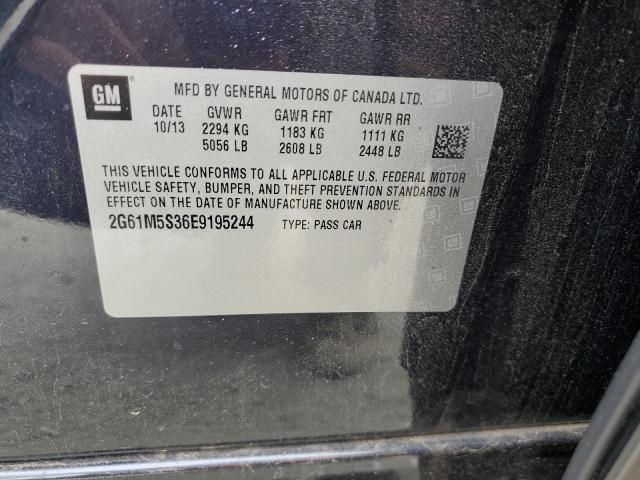 GM
MFD BY GENERAL MOTORS OF CANADA LTD.
DATE GVWR GAWR FRT GAWR RR
10/13 2294 KG 1183 KG 1111 KG
5056 LB 2608 LB 2448 LB
THIS VEHICLE CONFORMS TO ALL APPLICABLE U.S. FEDERAL MOTOR
VEHICLE SAFETY, BUMPER, AND THEFT PREVENTION STANDARDS IN
EFFECT ON THE DATE OF MANUFACTURE SHOWN ABOVE.
2G61M5S36E9195244 TYPE: PASS CAR